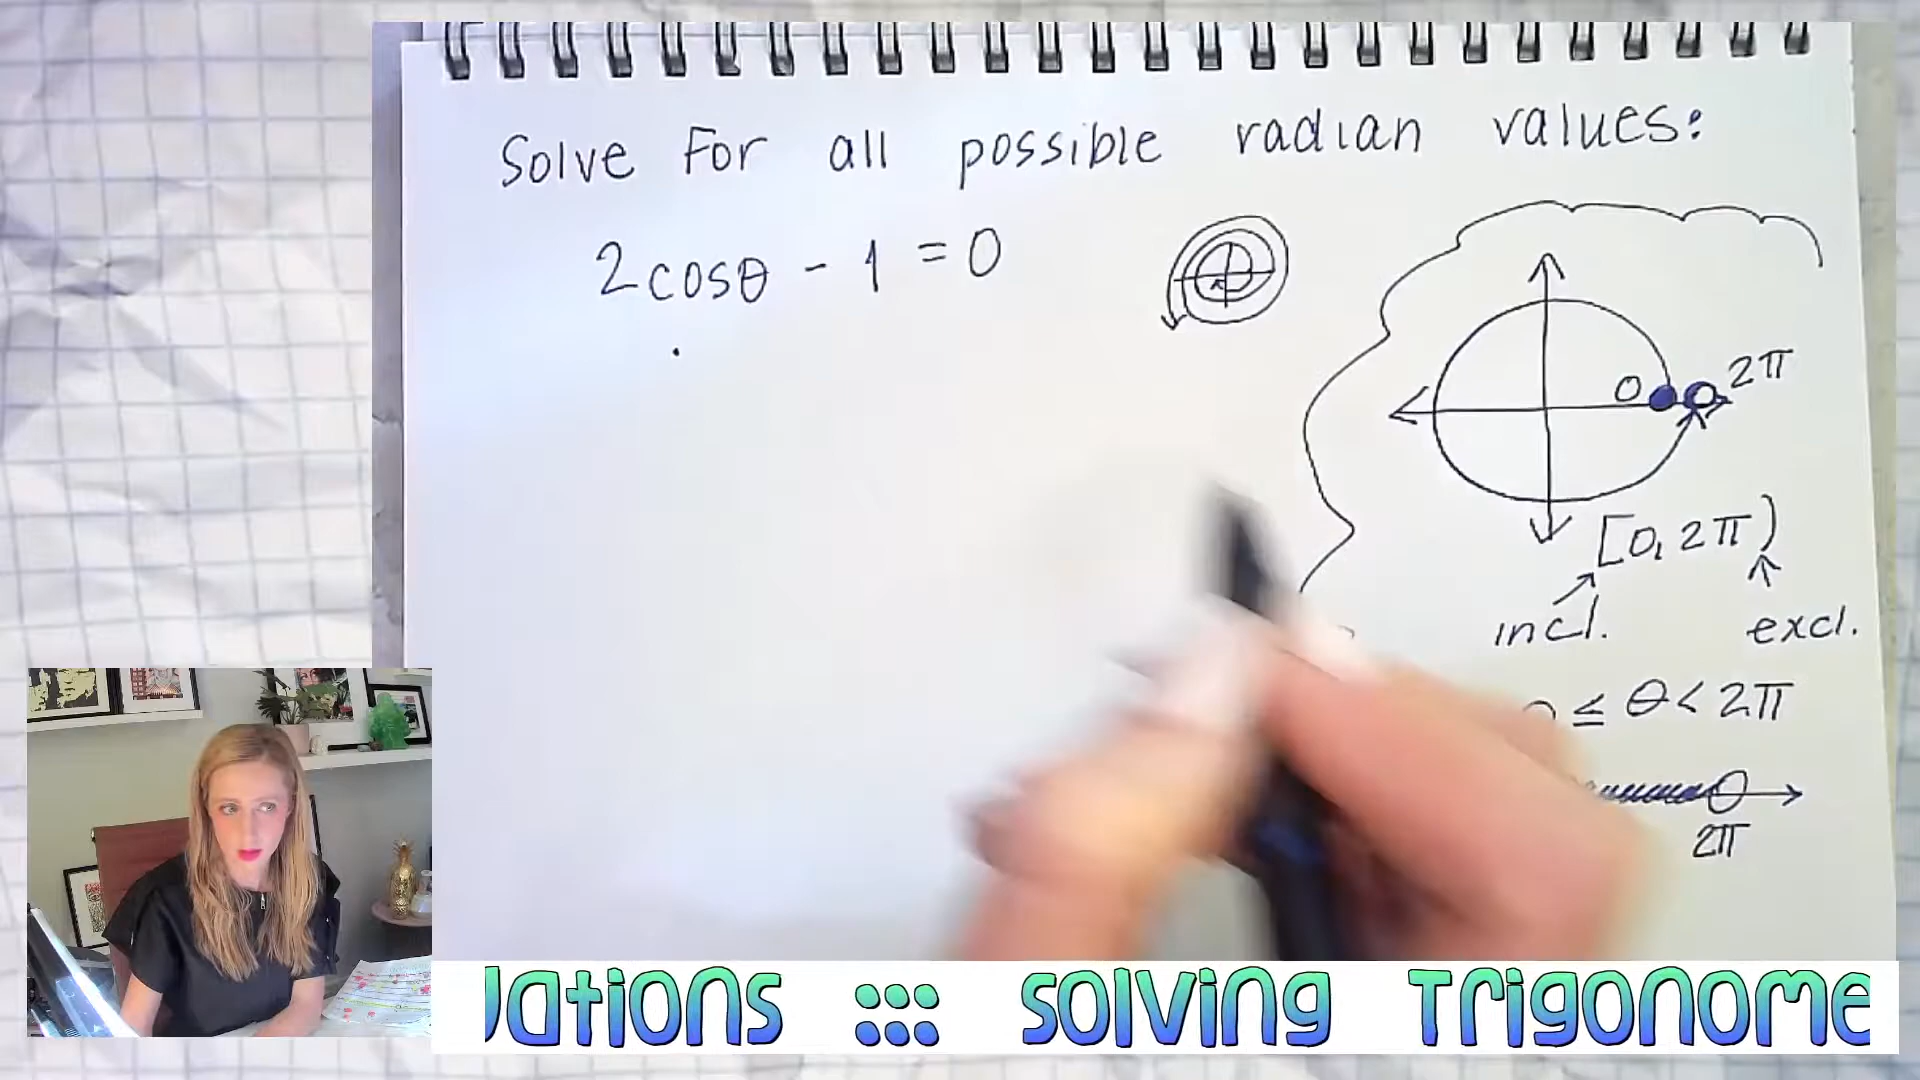 Solve for all possible radian values:
2cosθ - 1 = 0
0
2π
[0, 2π)
incl. excl.
≤ θ < 2π
2π
uations ::: solving Trigonome